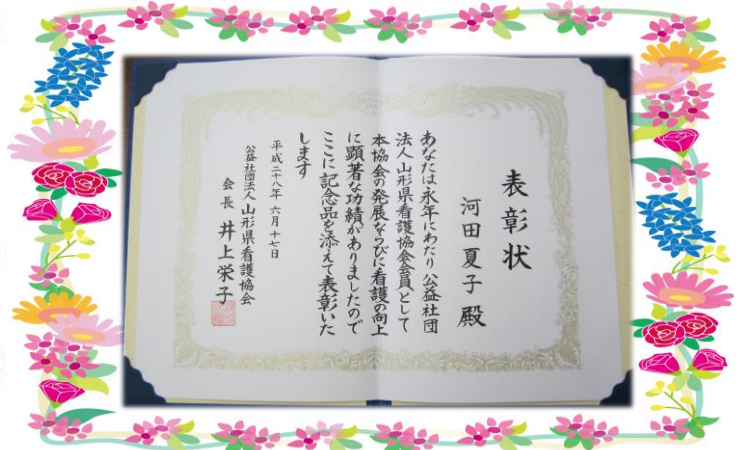 表彰状
河田夏子 殿
あなたは永年にわたり公益社団
法人山形県看護協会会員として
本協会の発展ならびに看護の向上
に顕著な功績がありましたので
ここに記念品を添えて表彰いた
します
平成二十八年 六月十七日
公益社団法人 山形県看護協会
会長 井上栄子